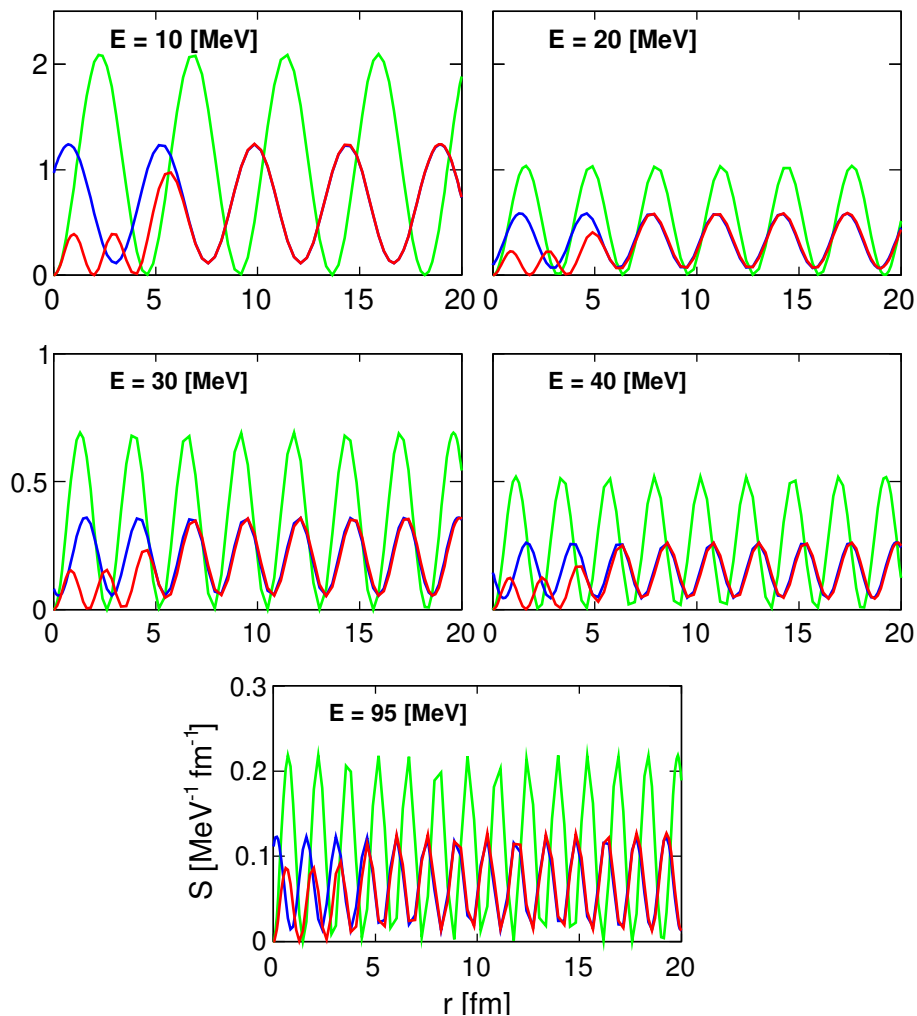 E = 10 [MeV]
E = 20 [MeV]
2
1
0
0 5 10 15 20
0 5 10 15 20
1
E = 30 [MeV]
E = 40 [MeV]
0.5
0
0 5 10 15 20
0 5 10 15 20
0.3
E = 95 [MeV]
0.2
0.1
0
S [MeV⁻¹ fm⁻¹]
0 5 10 15 20
r [fm]